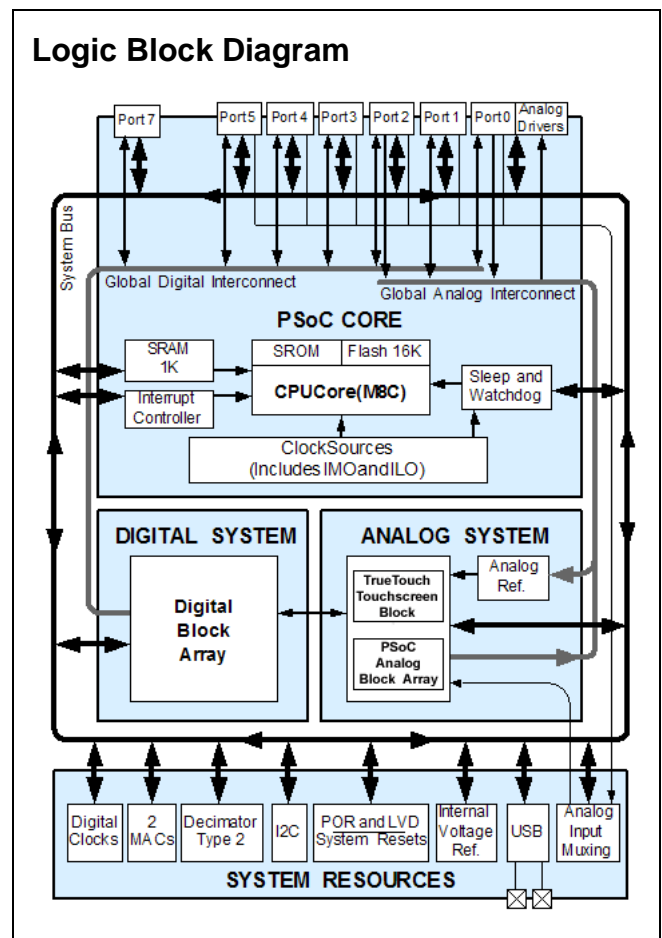 Logic Block Diagram
Port7
Port5
Port 4
Port3
Port 2
Port 1
Port0
Analog
Drivers
System Bus
Global Digital Interconnect
Global Analog Interconnect
PSoC CORE
SRAM
1K
SROM
Flash 16K
Sleep and
Watchdog
Interrupt
Controller
CPUCore(M8C)
ClockSources
(IncludesIMOandILO)
DIGITAL SYSTEM
Digital
Block
Array
ANALOG SYSTEM
TrueTouch
Touchscreen
Block
Analog
Ref.
PSoC
Analog
Block Array
Digital
Clocks
2
MACs
Decimator
Type 2
I2C
POR and LVD
System Resets
Internal
Voltage
Ref.
USB
Analog
Input
Muxing
SYSTEM RESOURCES